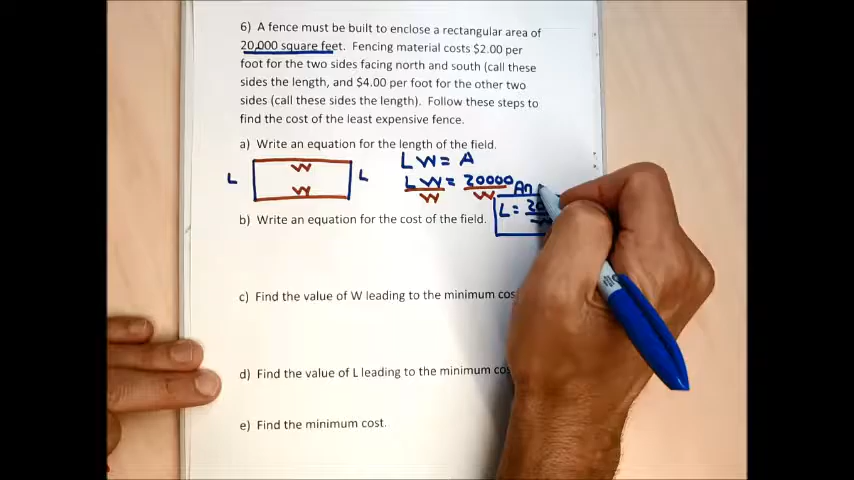 6) A fence must be built to enclose a rectangular area of
20,000 square feet. Fencing material costs $2.00 per
foot for the two sides facing north and south (call these
sides the length, and $4.00 per foot for the other two
sides (call these sides the length). Follow these steps to
find the cost of the least expensive fence.
a) Write an equation for the length of the field.
L W = A
W
L
L
W
L W = 20000
W W
An
L =
b) Write an equation for the cost of the field.
c) Find the value of W leading to the minimum
d) Find the value of L leading to the minimum
e) Find the minimum cost.